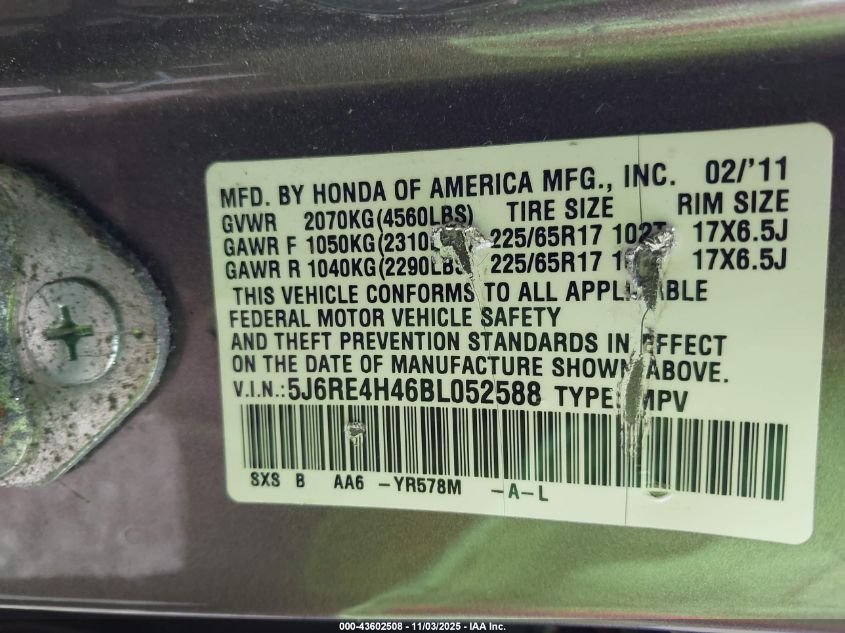 MFD. BY HONDA OF AMERICA MFG., INC. 02/'11
GVWR 2070KG(4560LBS) TIRE SIZE RIM SIZE
GAWR F 1050KG(2310 225/65R17 102T 17X6.5J
GAWR R 1040KG(2290LBS 225/65R17 17X6.5J
THIS VEHICLE CONFORMS TO ALL APPLICABLE
FEDERAL MOTOR VEHICLE SAFETY
AND THEFT PREVENTION STANDARDS IN EFFECT
ON THE DATE OF MANUFACTURE SHOWN ABOVE.
V.I.N.:5J6RE4H46BL052588 TYPE: MPV
SXS B AA6 -YR578M -A-L
000-43602508 - 11/03/2025 - IAA Inc.